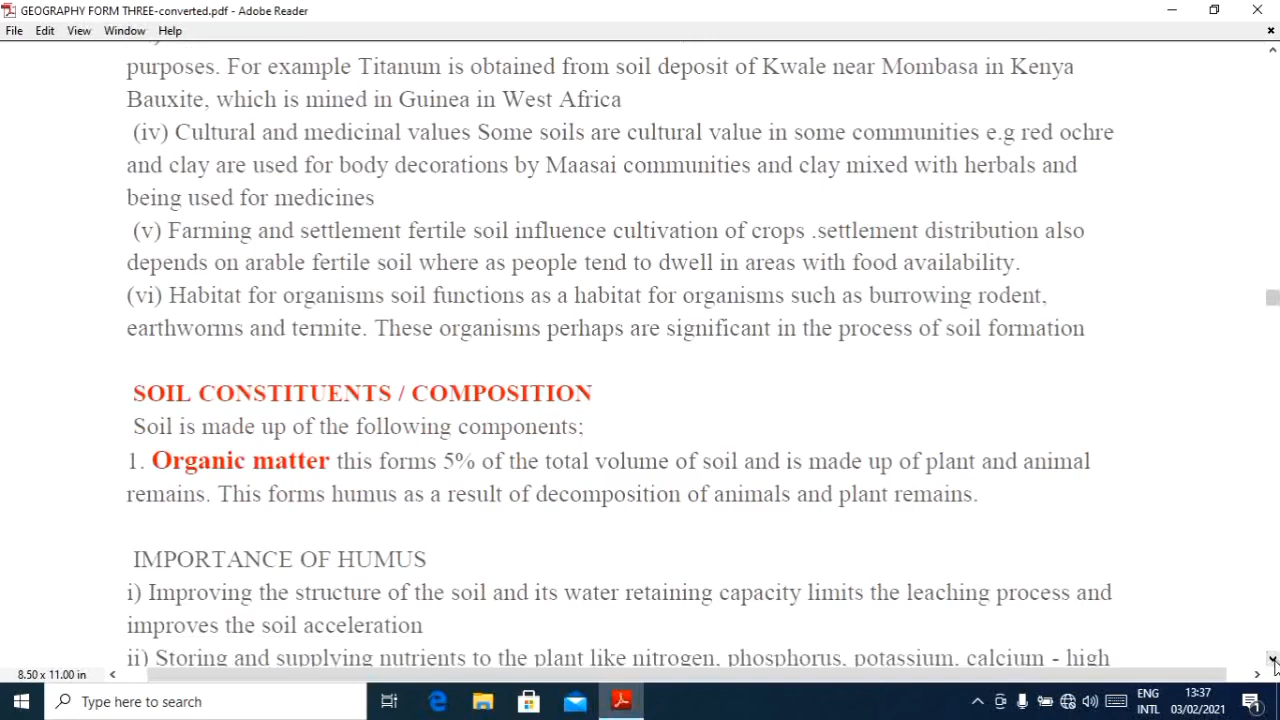 GEOGRAPHY FORM THREE-converted.pdf - Adobe Reader
File Edit View Window Help
purposes. For example Titanum is obtained from soil deposit of Kwale near Mombasa in Kenya
Bauxite, which is mined in Guinea in West Africa
(iv) Cultural and medicinal values Some soils are cultural value in some communities e.g red ochre
and clay are used for body decorations by Maasai communities and clay mixed with herbals and
being used for medicines
(v) Farming and settlement fertile soil influence cultivation of crops .settlement distribution also
depends on arable fertile soil where as people tend to dwell in areas with food availability.
(vi) Habitat for organisms soil functions as a habitat for organisms such as burrowing rodent,
earthworms and termite. These organisms perhaps are significant in the process of soil formation
SOIL CONSTITUENTS / COMPOSITION
Soil is made up of the following components;
1. Organic matter this forms 5% of the total volume of soil and is made up of plant and animal
remains. This forms humus as a result of decomposition of animals and plant remains.
IMPORTANCE OF HUMUS
i) Improving the structure of the soil and its water retaining capacity limits the leaching process and
improves the soil acceleration
ii) Storing and supplying nutrients to the plant like nitrogen, phosphorus, potassium, calcium - high
8.50 x 11.00 in
Type here to search
ENG
INTL
13:37
03/02/2021
1